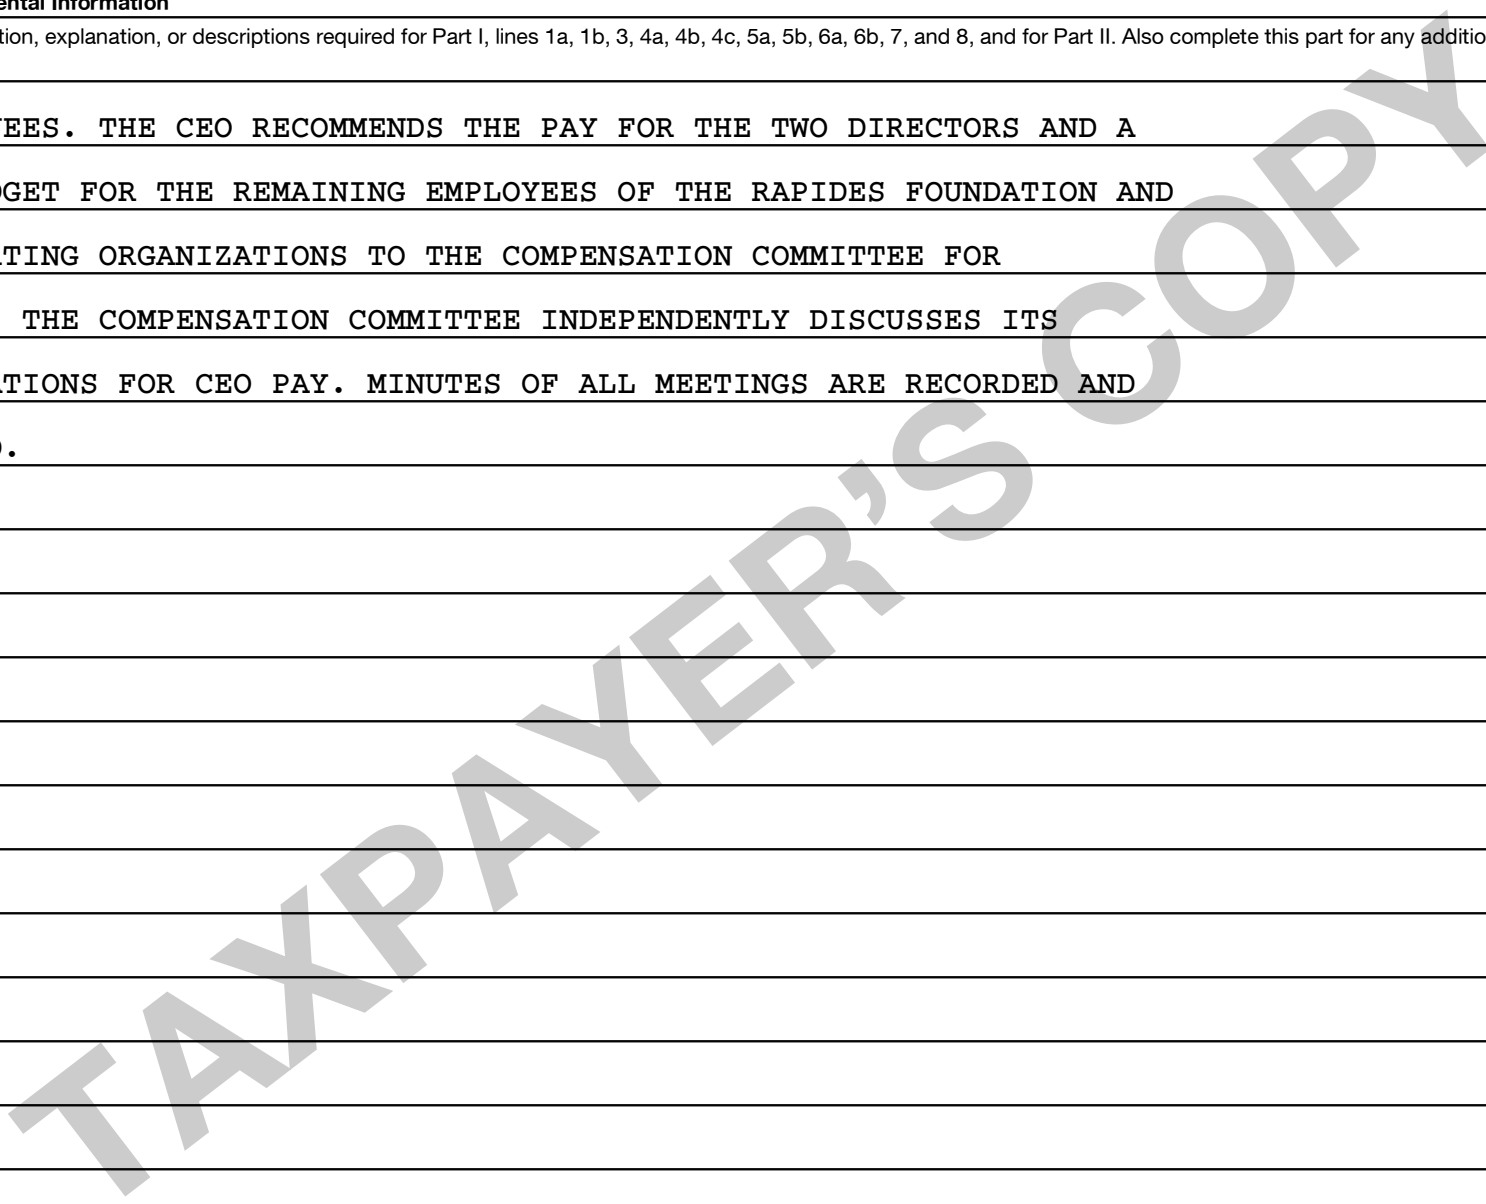 ental Information
tion, explanation, or descriptions required for Part I, lines 1a, 1b, 3, 4a, 4b, 4c, 5a, 5b, 6a, 6b, 7, and 8, and for Part II. Also complete this part for any additio
EES. THE CEO RECOMMENDS THE PAY FOR THE TWO DIRECTORS AND A
GET FOR THE REMAINING EMPLOYEES OF THE RAPIDES FOUNDATION AND
TING ORGANIZATIONS TO THE COMPENSATION COMMITTEE FOR
THE COMPENSATION COMMITTEE INDEPENDENTLY DISCUSSES ITS
ATIONS FOR CEO PAY. MINUTES OF ALL MEETINGS ARE RECORDED AND
.
TAXPAYER'S COPY